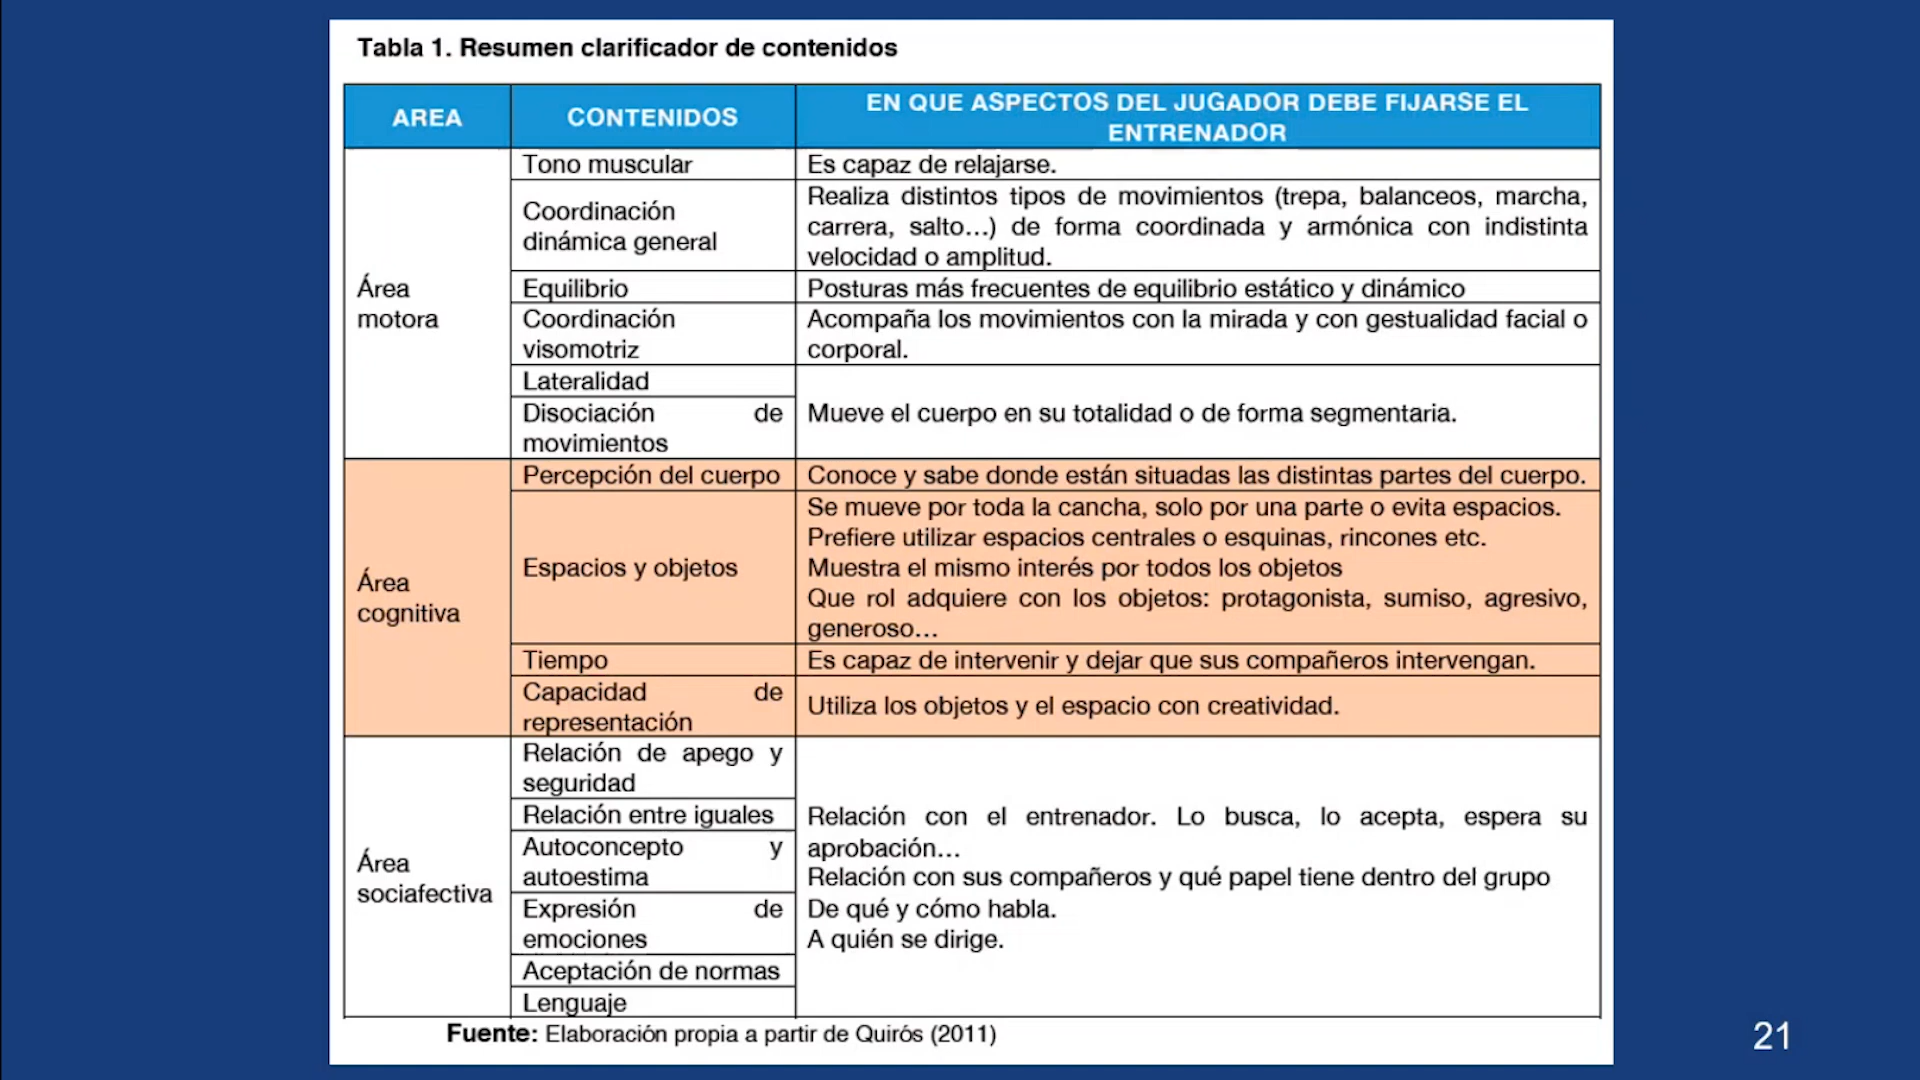 Tabla 1. Resumen clarificador de contenidos
AREA
CONTENIDOS
EN QUE ASPECTOS DEL JUGADOR DEBE FIJARSE EL
ENTRENADOR
Área
motora
Tono muscular
Es capaz de relajarse.
Coordinación
dinámica general
Realiza distintos tipos de movimientos (trepa, balanceos, marcha,
carrera, salto...) de forma coordinada y armónica con indistinta
velocidad o amplitud.
Equilibrio
Posturas más frecuentes de equilibrio estático y dinámico
Coordinación
visomotriz
Acompaña los movimientos con la mirada y con gestualidad facial o
corporal.
Lateralidad
Disociación de
movimientos
Mueve el cuerpo en su totalidad o de forma segmentaria.
Área
cognitiva
Percepción del cuerpo
Conoce y sabe donde están situadas las distintas partes del cuerpo.
Espacios y objetos
Se mueve por toda la cancha, solo por una parte o evita espacios.
Prefiere utilizar espacios centrales o esquinas, rincones etc.
Muestra el mismo interés por todos los objetos
Que rol adquiere con los objetos: protagonista, sumiso, agresivo,
generoso...
Tiempo
Es capaz de intervenir y dejar que sus compañeros intervengan.
Capacidad de
representación
Utiliza los objetos y el espacio con creatividad.
Área
sociafectiva
Relación de apego y
seguridad
Relación entre iguales
Autoconcepto y
autoestima
Expresión de
emociones
Aceptación de normas
Lenguaje
Relación con el entrenador. Lo busca, lo acepta, espera su
aprobación...
Relación con sus compañeros y qué papel tiene dentro del grupo
De qué y cómo habla.
A quién se dirige.
Fuente: Elaboración propia a partir de Quirós (2011)
21